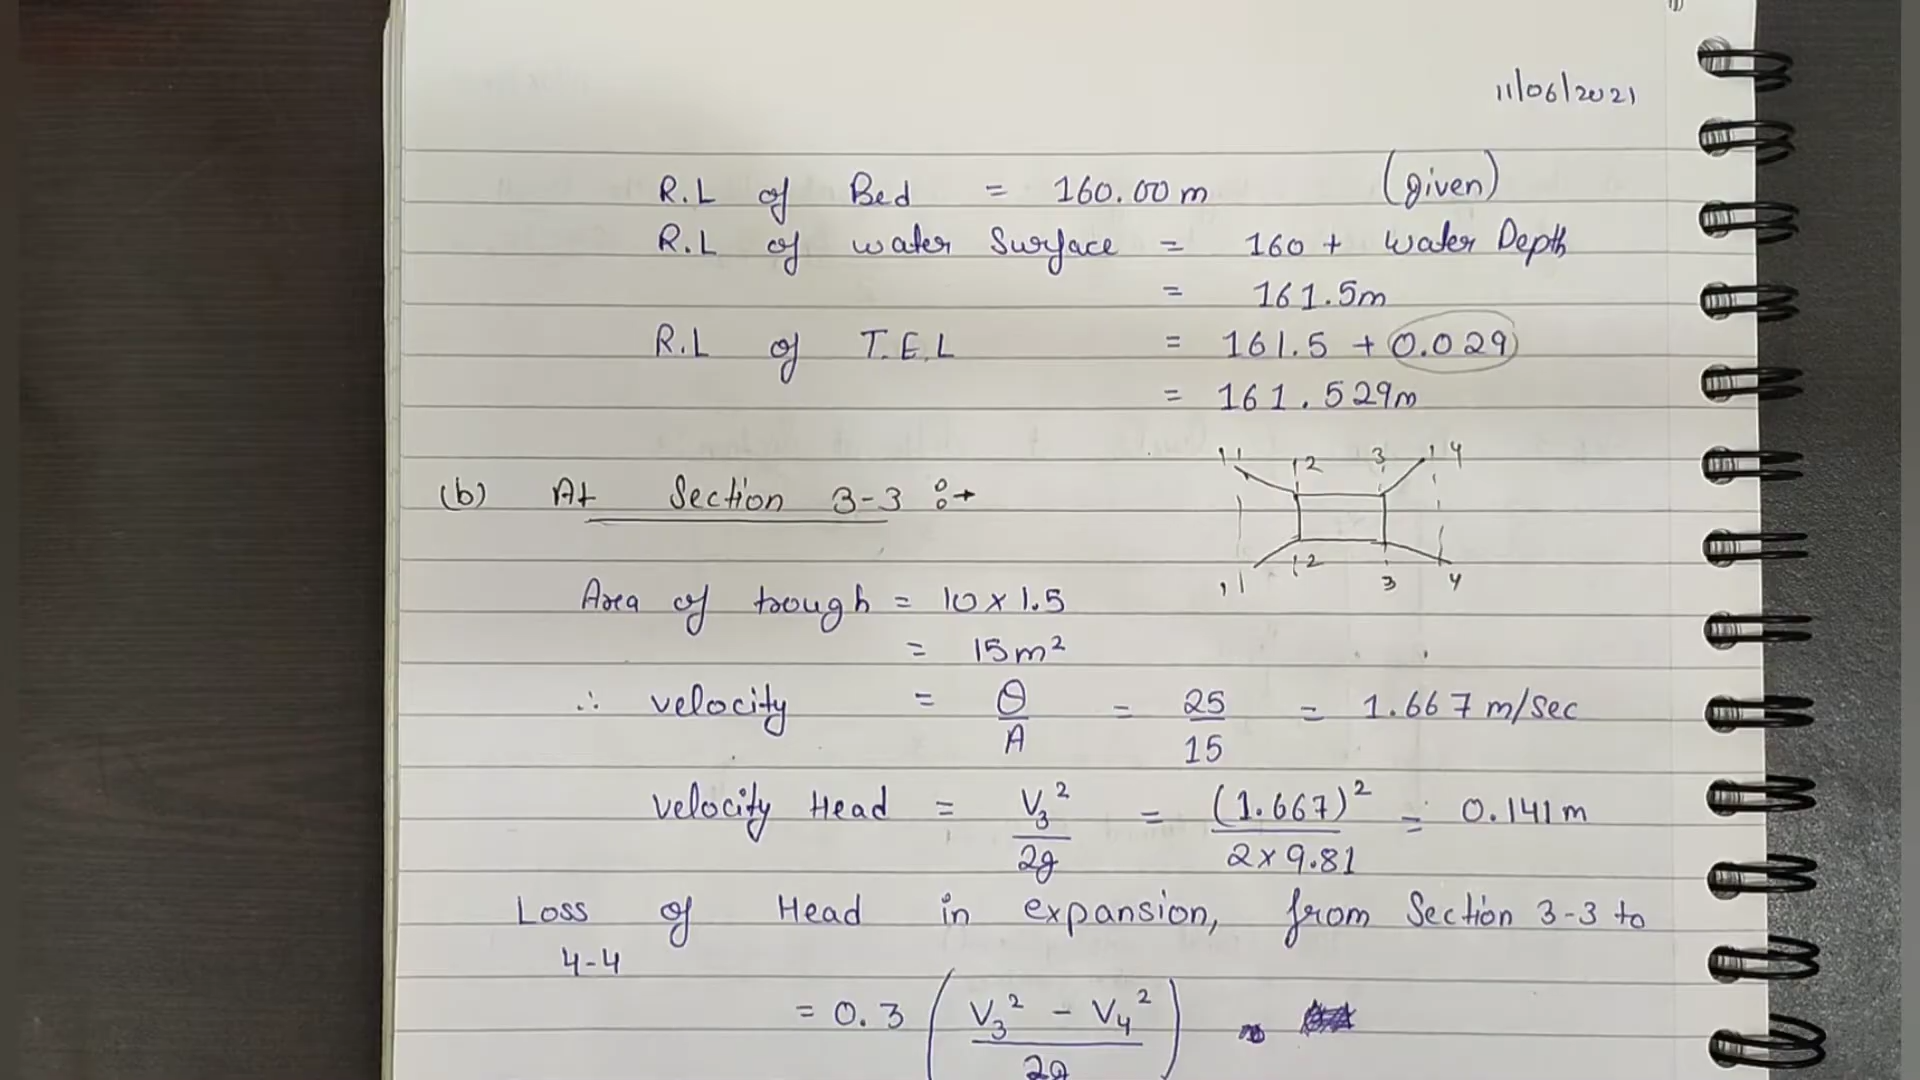 11/06/2021
R.L of Bed = 160.00 m (given)
R.L of water Surface = 160 + water Depth
= 161.5m
R.L of T.E.L = 161.5 + 0.029
= 161.529m
1 2 3 4
(b) At Section 3-3 :→
1 2 3 4
Area of trough = 10 × 1.5
= 15m²
∴ velocity = Q/A = 25/15 = 1.667 m/sec
velocity Head = V₃²/2g = (1.667)²/2×9.81 = 0.141m
Loss of Head in expansion, from Section 3-3 to
4-4
= 0.3 (V₃² - V₄²/2g)